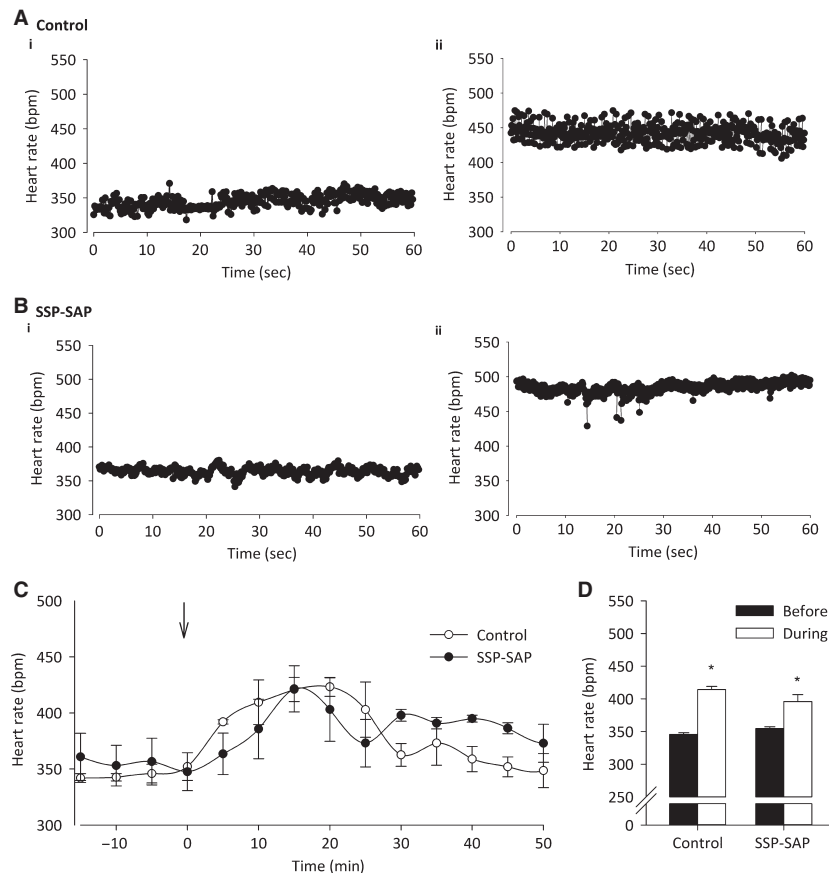 A Control
i
550
500
450
400
350
300
Heart rate (bpm)
0 10 20 30 40 50 60
Time (sec)
ii
550
500
450
400
350
300
Heart rate (bpm)
0 10 20 30 40 50 60
Time (sec)
B SSP-SAP
i
550
500
450
400
350
300
Heart rate (bpm)
0 10 20 30 40 50 60
Time (sec)
ii
550
500
450
400
350
300
Heart rate (bpm)
0 10 20 30 40 50 60
Time (sec)
C
500
450
400
350
300
Heart rate (bpm)
Control
SSP-SAP
−10 0 10 20 30 40 50
Time (min)
D
550
500
450
400
350
300
250
0
Heart rate (bpm)
Before
During
* *
Control SSP-SAP